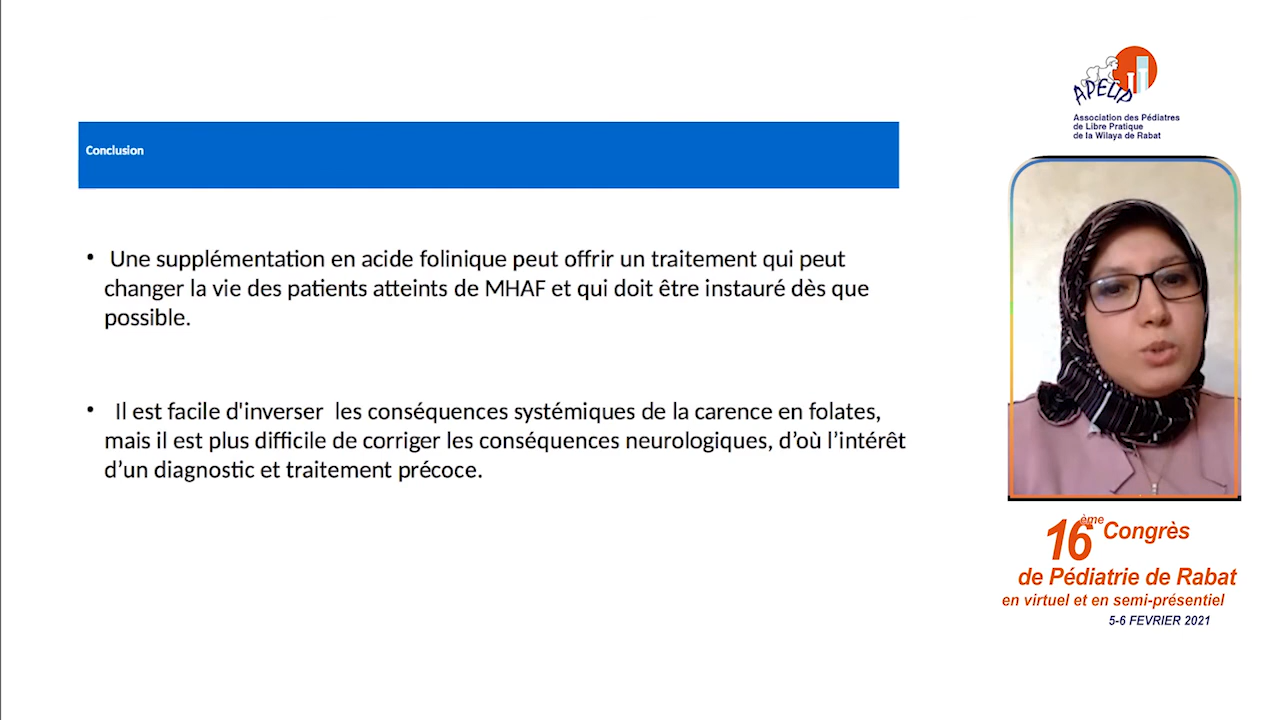 Conclusion
• Une supplémentation en acide folinique peut offrir un traitement qui peut
changer la vie des patients atteints de MHAF et qui doit être instauré dès que
possible.
• Il est facile d'inverser les conséquences systémiques de la carence en folates,
mais il est plus difficile de corriger les conséquences neurologiques, d’où l’intérêt
d’un diagnostic et traitement précoce.
APELIP
Association des Pédiatres
de Libre Pratique
de la Wilaya de Rabat
16ème Congrès
de Pédiatrie de Rabat
en virtuel et en semi-présentiel
5-6 FEVRIER 2021